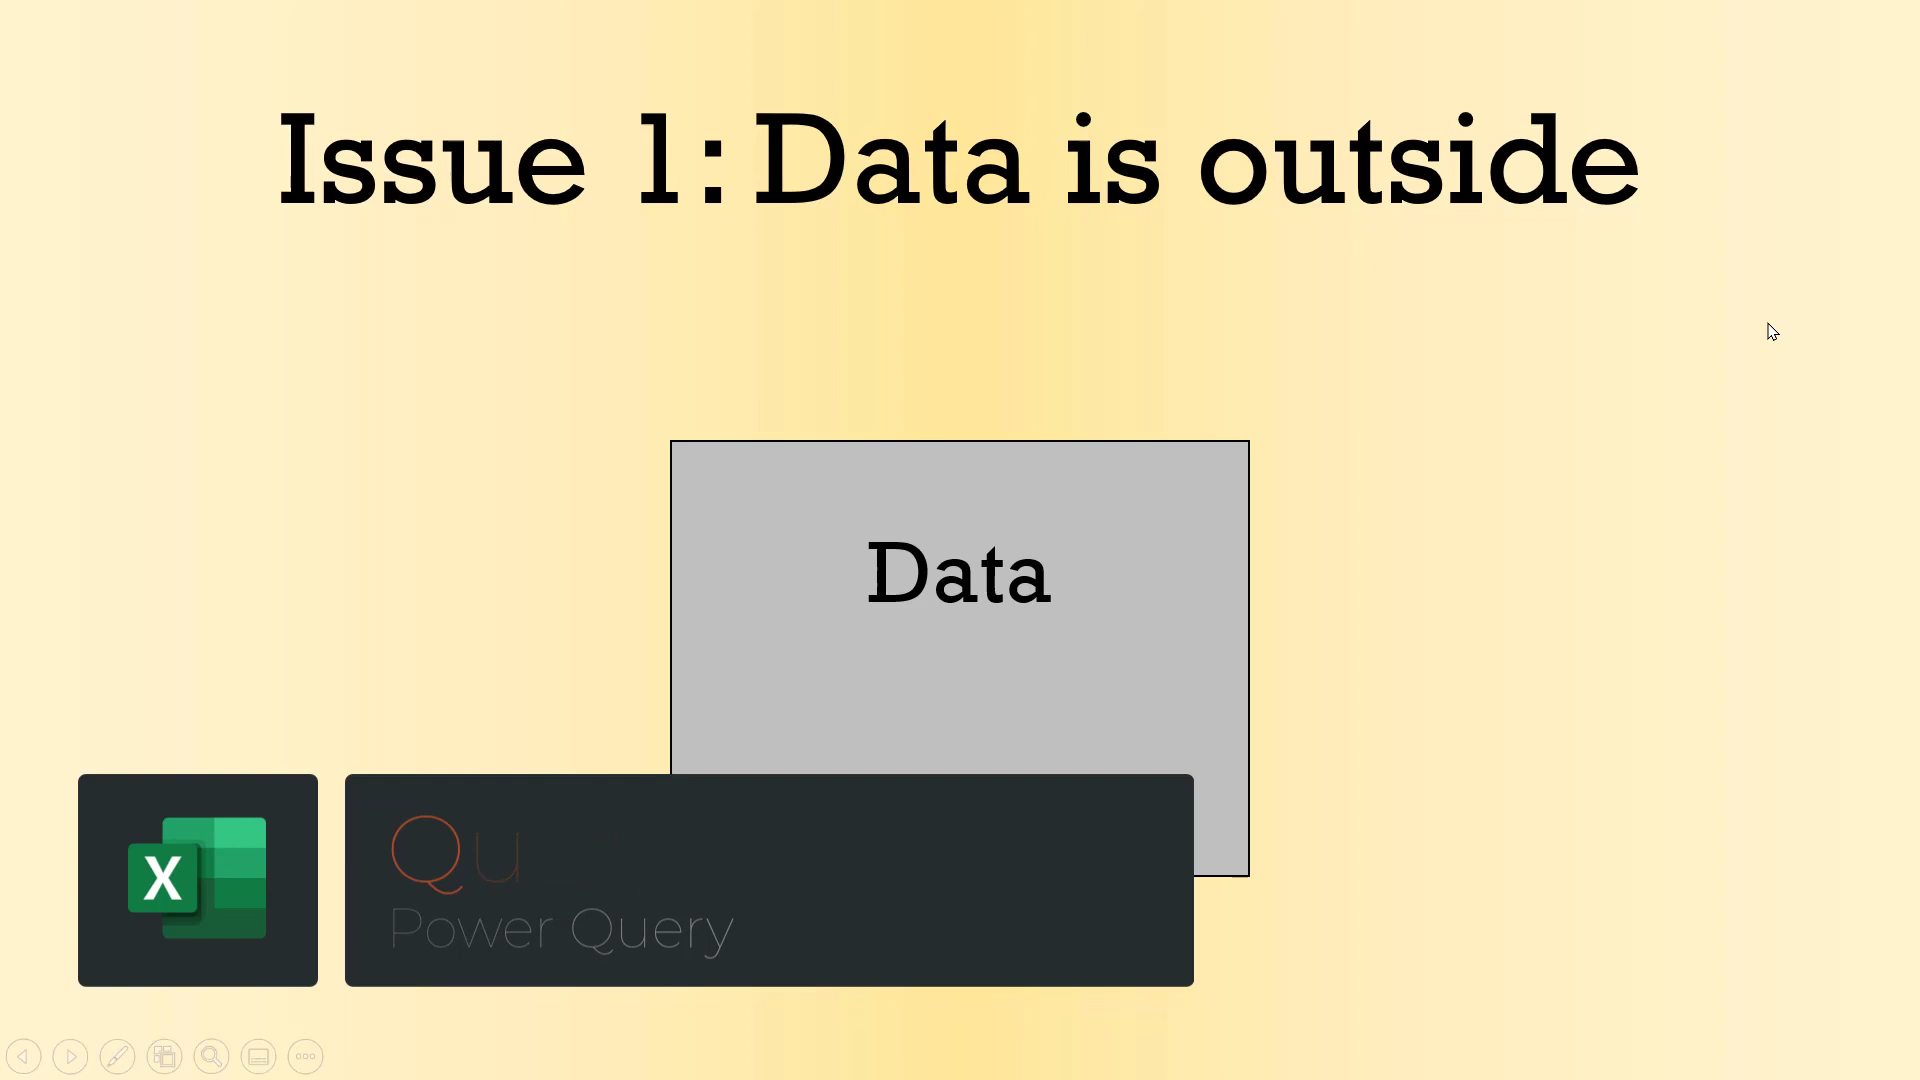 Issue 1: Data is outside
Data
X
Qu
Power Query